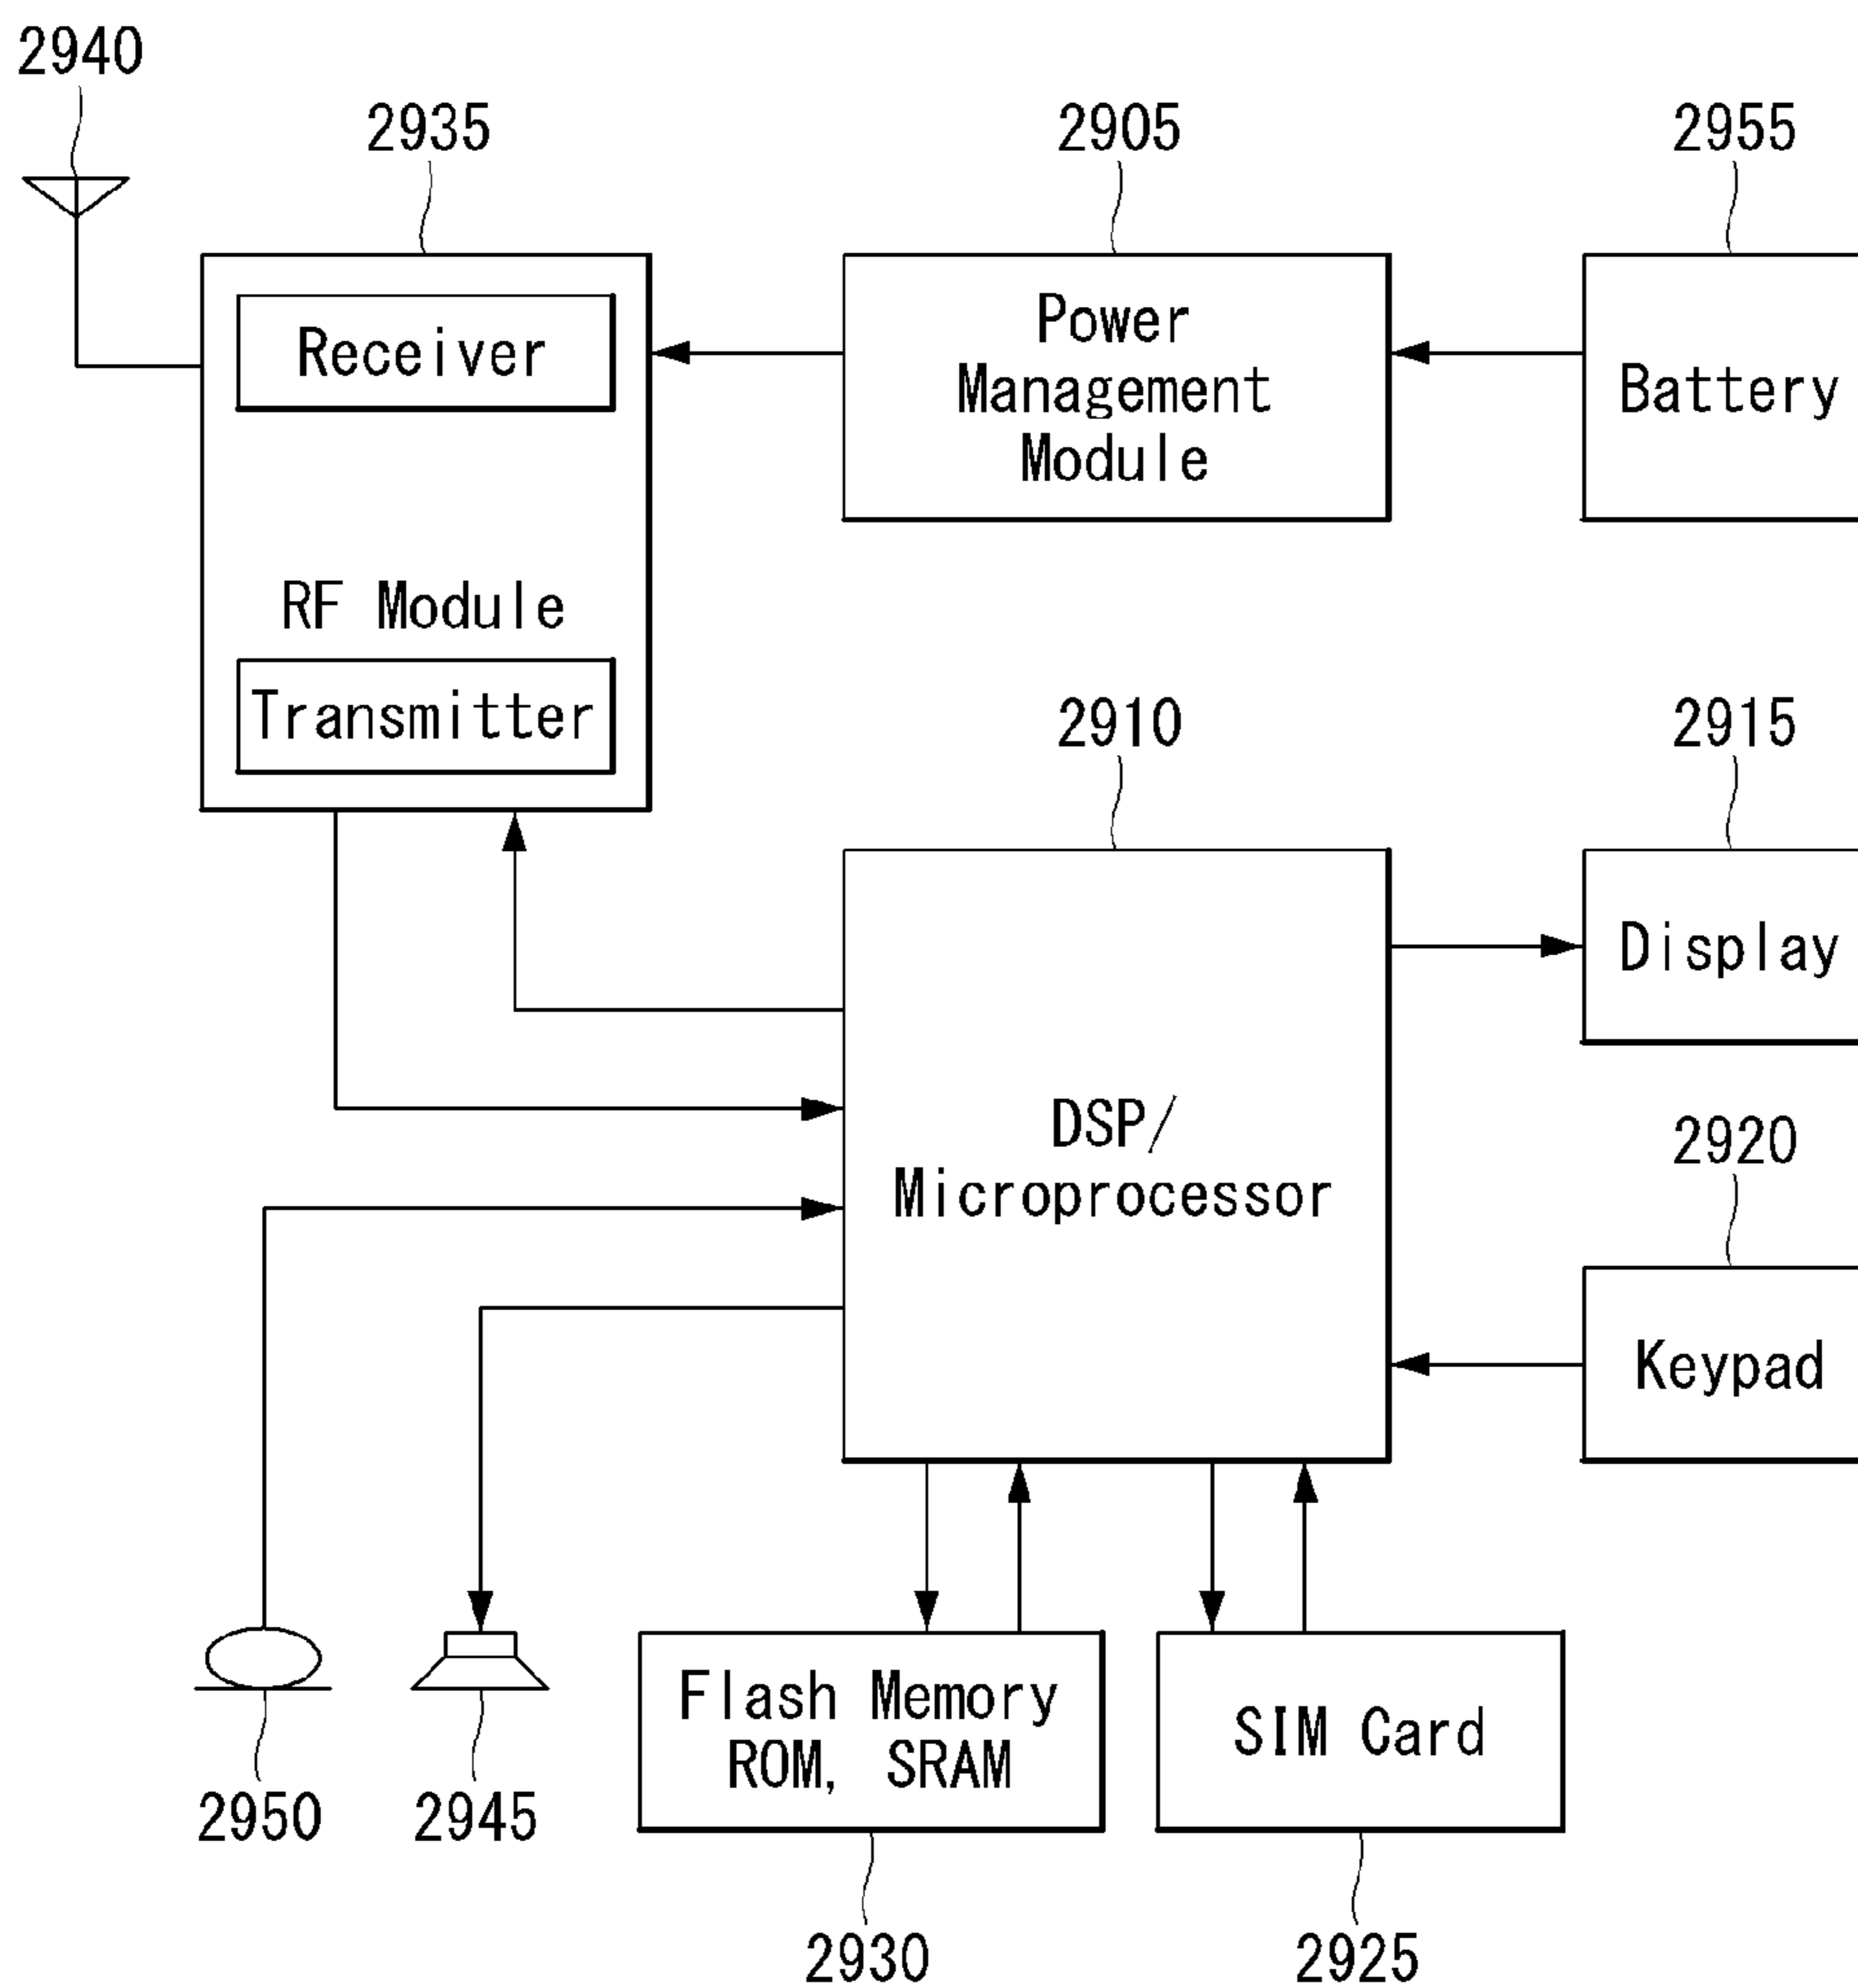 2940
2935
2905
2955
Receiver
RF Module
Transmitter
Power
Management
Module
Battery
2910
2915
DSP/
Microprocessor
Display
2920
Keypad
Flash Memory
ROM, SRAM
SIM Card
2950
2945
2930
2925